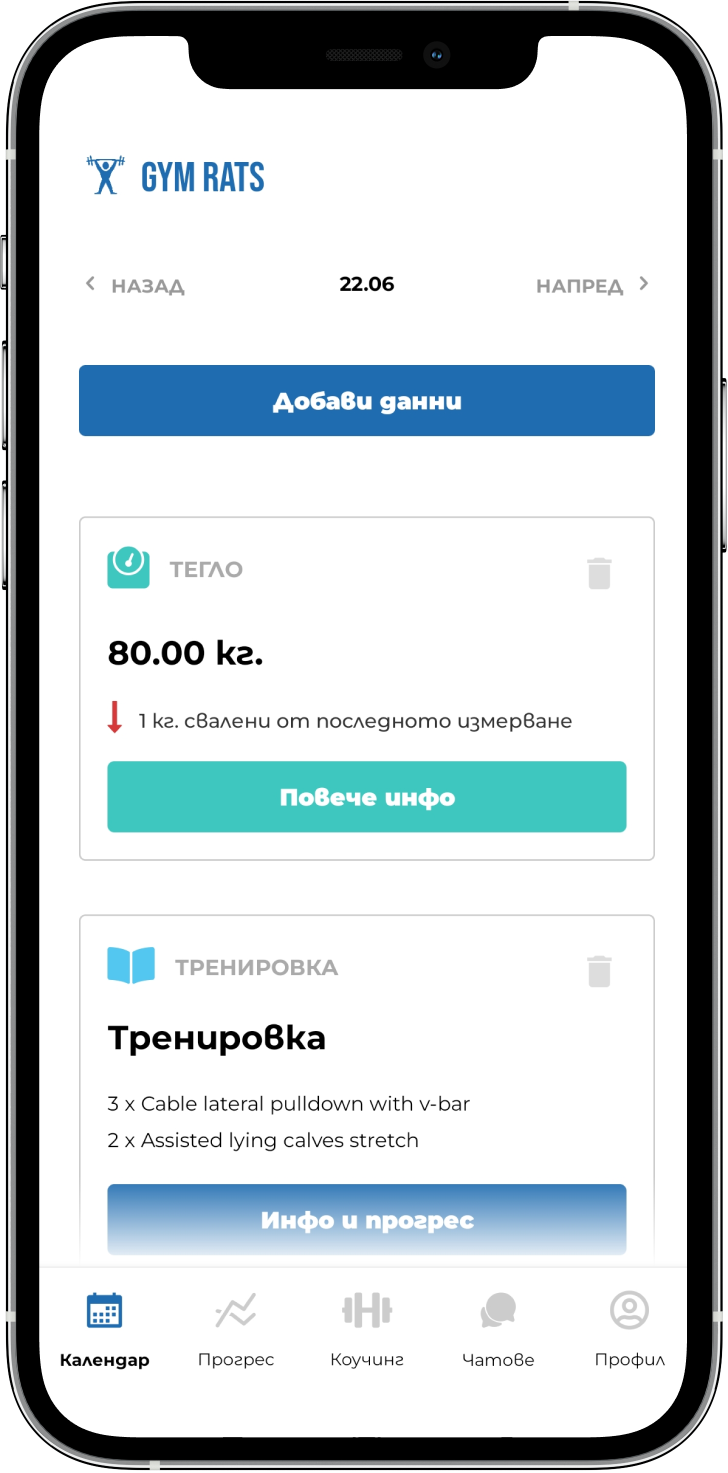 GYM RATS
НАЗАД 22.06 НАПРЕД
Добави данни
ТЕГЛО
80.00 кг.
1 кг. свалени от последното измерване
Повече инфо
ТРЕНИРОВКА
Тренировка
3 x Cable lateral pulldown with v-bar
2 x Assisted lying calves stretch
Инфо и прогрес
Календар Прогрес Коучинг Чатове Профил